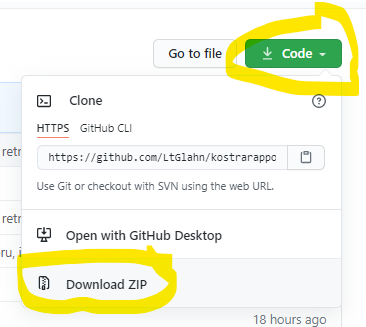 Go to file
Code
Clone
HTTPS GitHub CLI
https://github.com/LtGlahn/kostrarappo
Use Git or checkout with SVN using the web URL.
retr
retr
ru, i
Open with GitHub Desktop
Download ZIP
18 hours ago